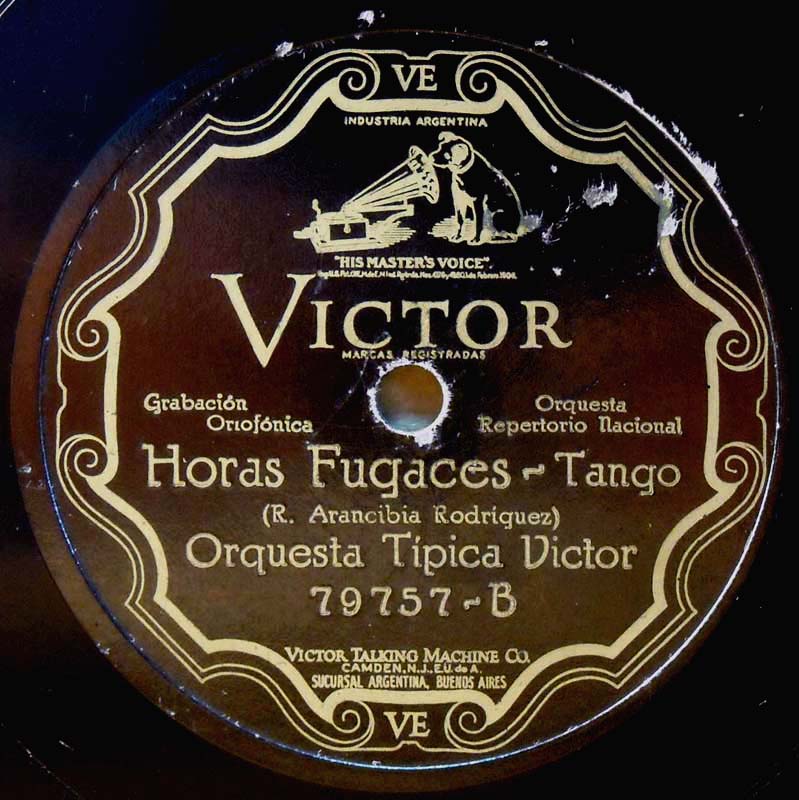 VE
INDUSTRIA ARGENTINA
"HIS MASTER'S VOICE".
VICTOR
MARCAS REGISTRADAS
Grabación
Ortofónica
Orquesta
Repertorio Nacional
Horas Fugaces - Tango
(R. Arancibia Rodriguez)
Orquesta Típica Victor
79757-B
VICTOR TALKING MACHINE CO.
CAMDEN, N.J., E.U. de A.
SUCURSAL ARGENTINA, BUENOS AIRES
VE